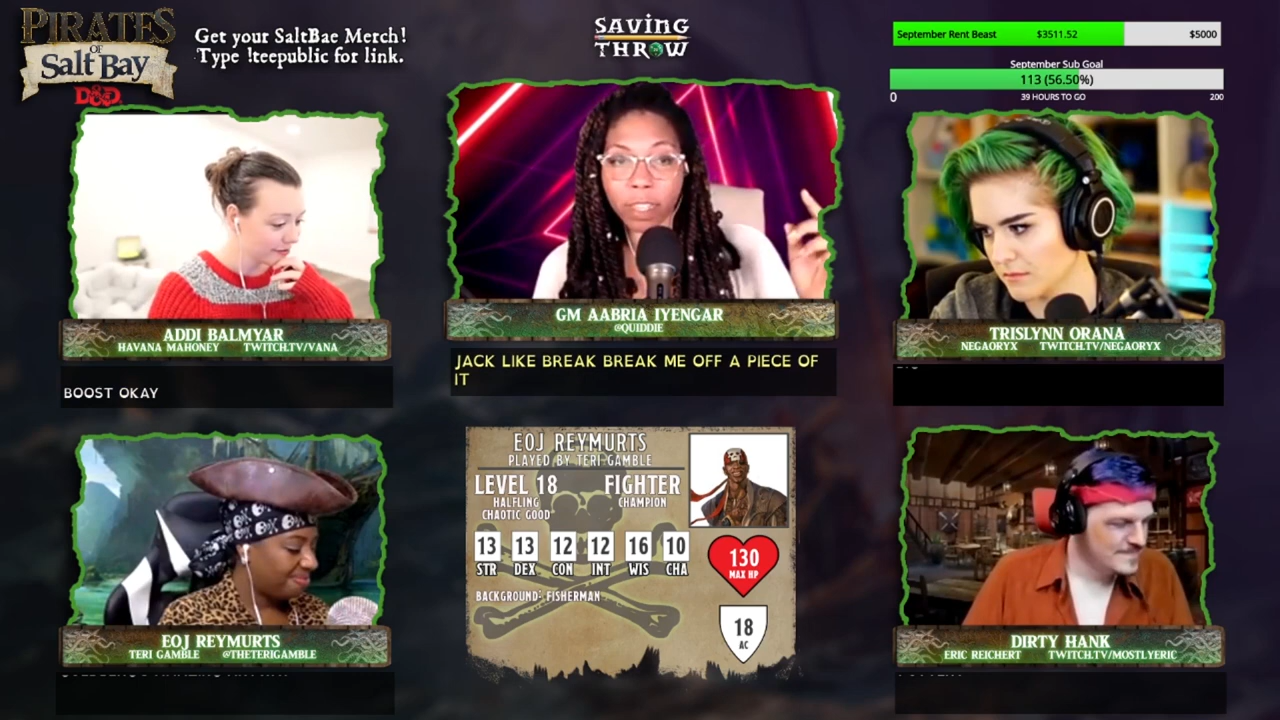 PIRATES
OF
Salt Bay
D&D
Get your SaltBae Merch!
Type !teepublic for link.
SAVING
THROW
September Rent Beast $3511.52 $5000
September Sub Goal
113 (56.50%)
0 39 HOURS TO GO 200
ADDI BALMYAR
HAVANA MAHONEY TWITCH.TV/VANA
BOOST OKAY
GM AABRIA IYENGAR
@QUIDDIE
JACK LIKE BREAK BREAK ME OFF A PIECE OF
IT
TRISLYNN ORANA
NEGAORYX TWITCH.TV/NEGAORYX
EOJ REYMURTS
TERI GAMBLE @THETERIGAMBLE
EOJ REYMURTS
PLAYED BY TERI GAMBLE
LEVEL 18 FIGHTER
HALFLING CHAMPION
CHAOTIC GOOD
13 13 12 12 16 10
STR DEX CON INT WIS CHA
BACKGROUND: FISHERMAN
130
MAX HP
18
AC
DIRTY HANK
ERIC REICHERT TWITCH.TV/MOSTLYERIC